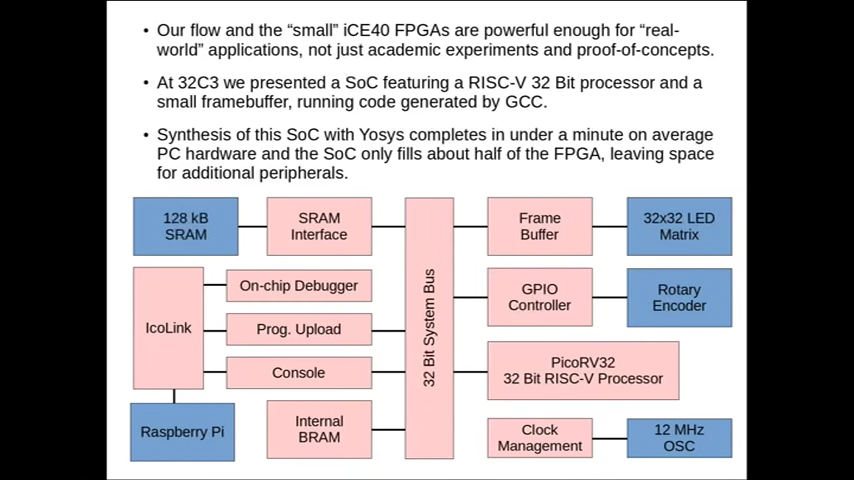 • Our flow and the “small” iCE40 FPGAs are powerful enough for “real-
world” applications, not just academic experiments and proof-of-concepts.
• At 32C3 we presented a SoC featuring a RISC-V 32 Bit processor and a
small framebuffer, running code generated by GCC.
• Synthesis of this SoC with Yosys completes in under a minute on average
PC hardware and the SoC only fills about half of the FPGA, leaving space
for additional peripherals.
128 kB
SRAM
SRAM
Interface
32 Bit System Bus
Frame
Buffer
32x32 LED
Matrix
IcoLink
On-chip Debugger
Prog. Upload
Console
GPIO
Controller
Rotary
Encoder
PicoRV32
32 Bit RISC-V Processor
Raspberry Pi
Internal
BRAM
Clock
Management
12 MHz
OSC